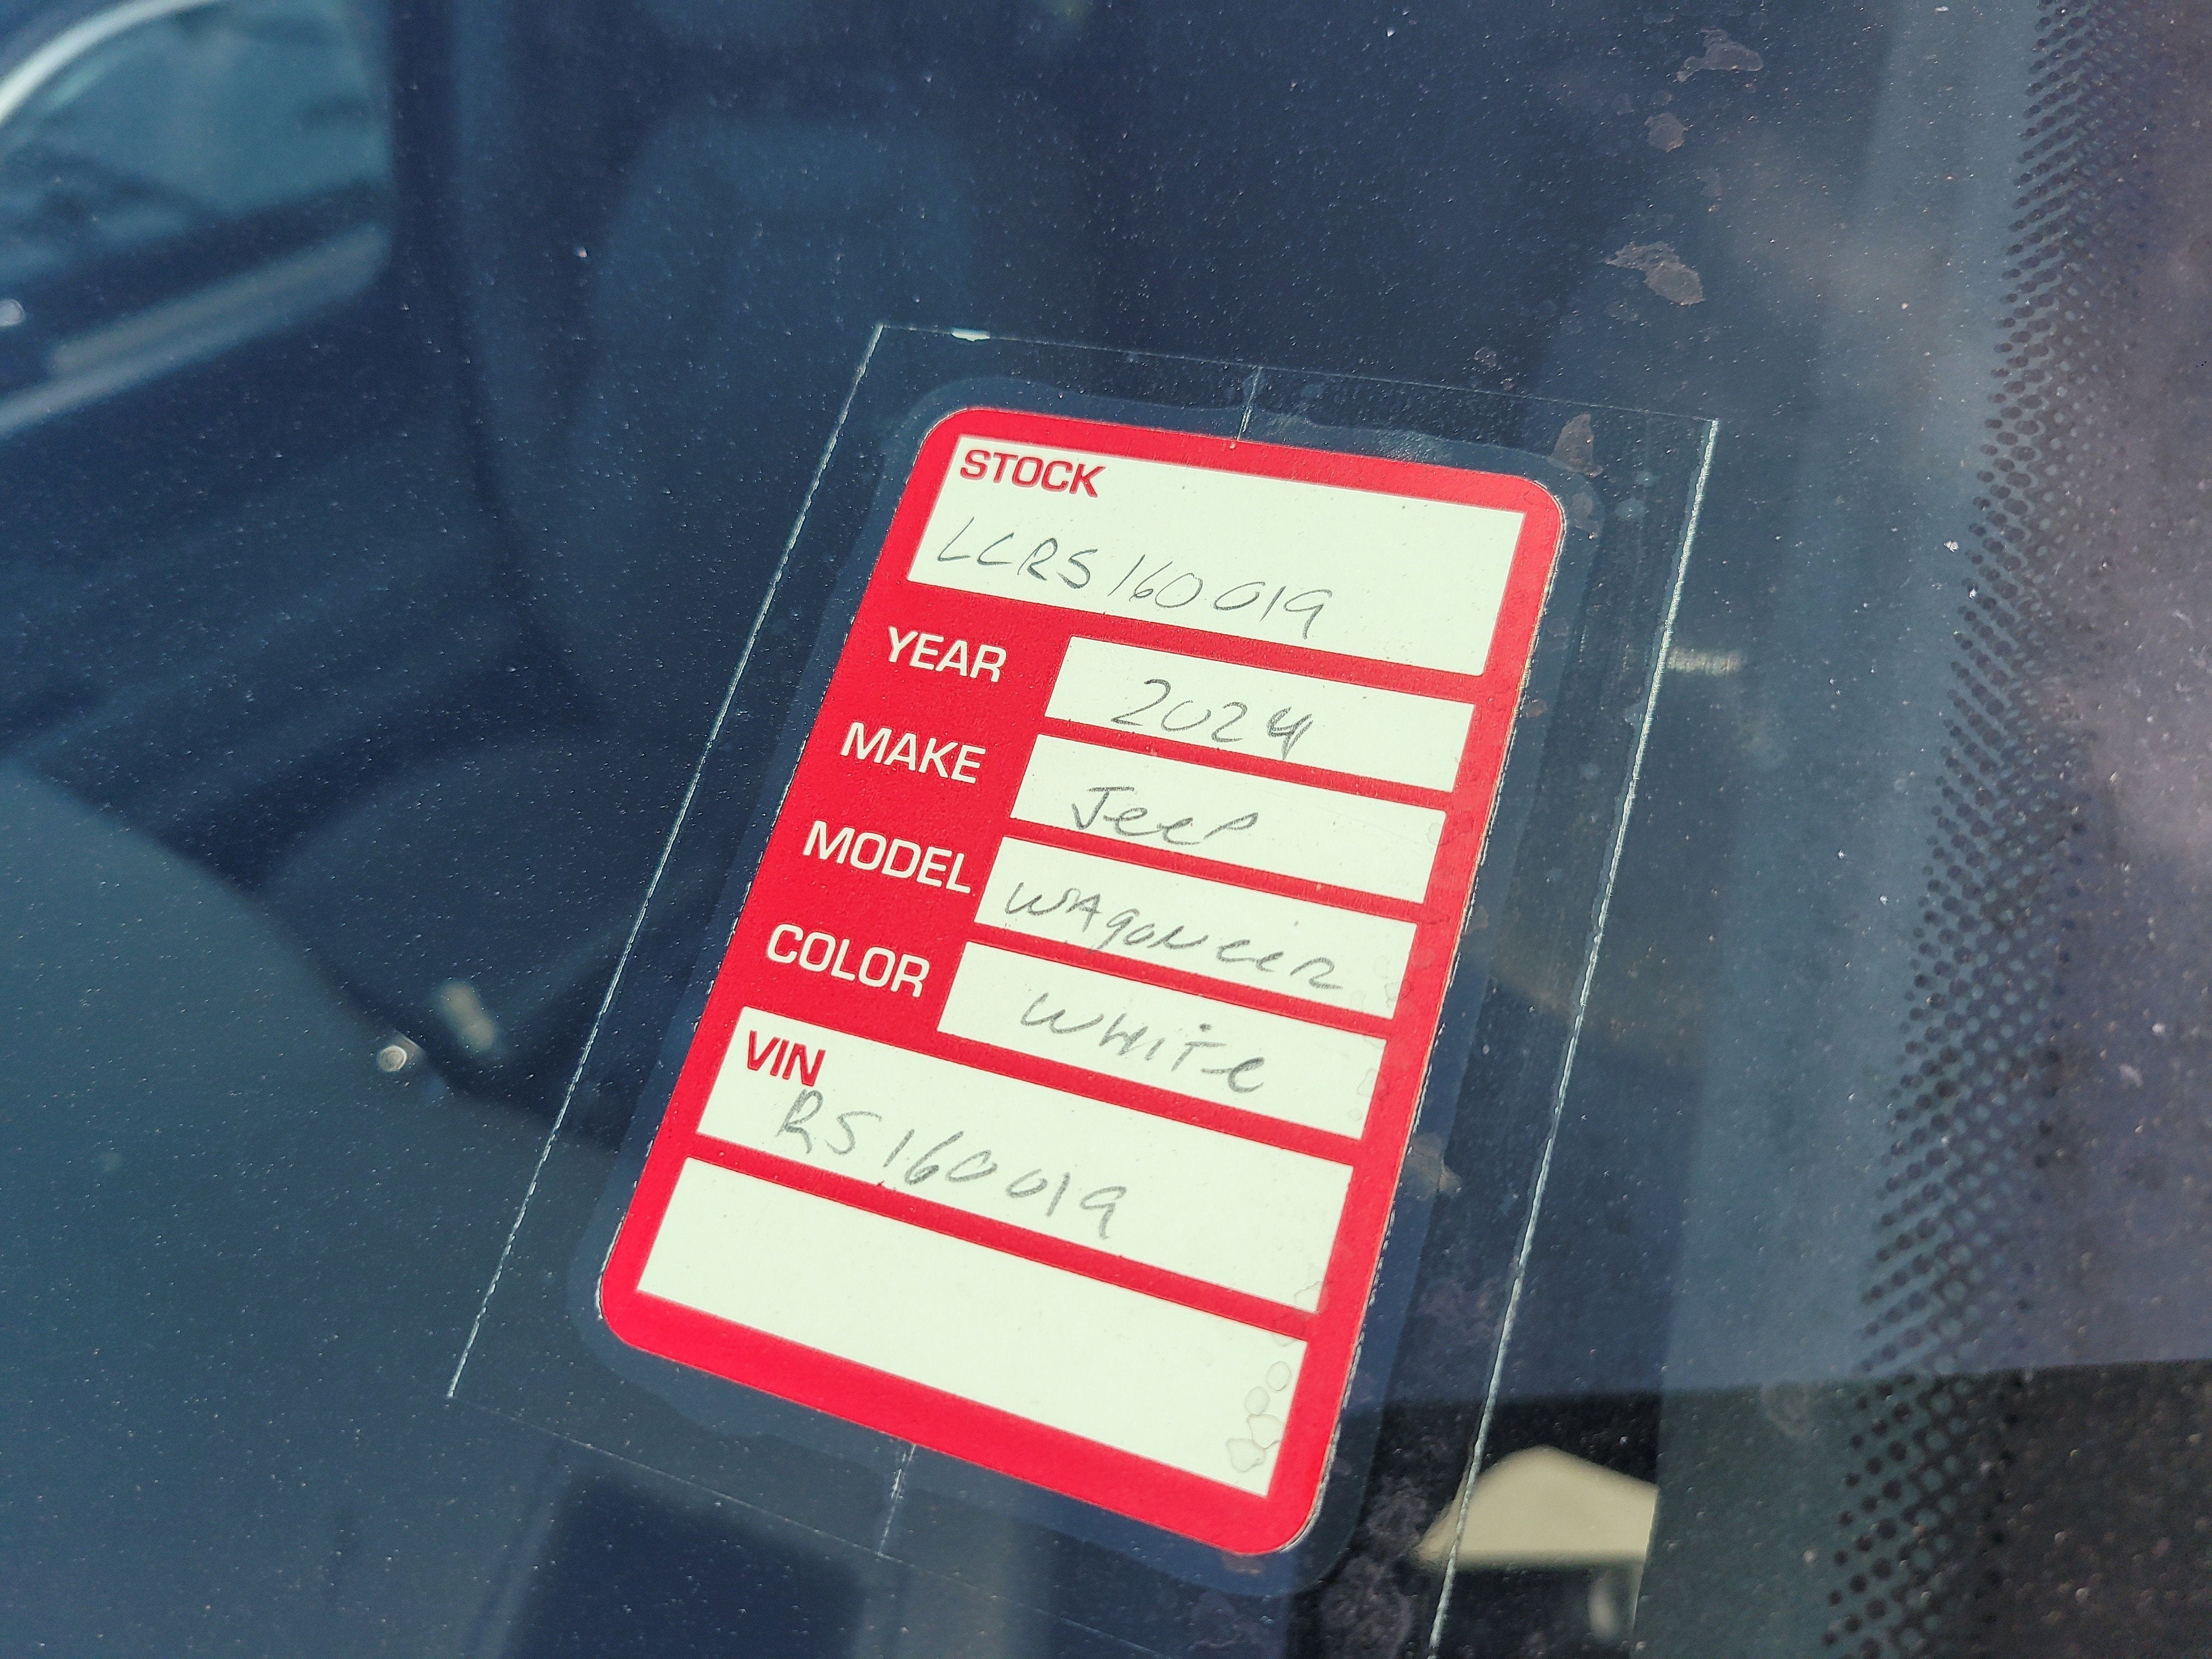 STOCK
LCRS160019
YEAR 2024
MAKE Jeep
MODEL WAgoNeeR
COLOR WHiTe
VIN
RS160019